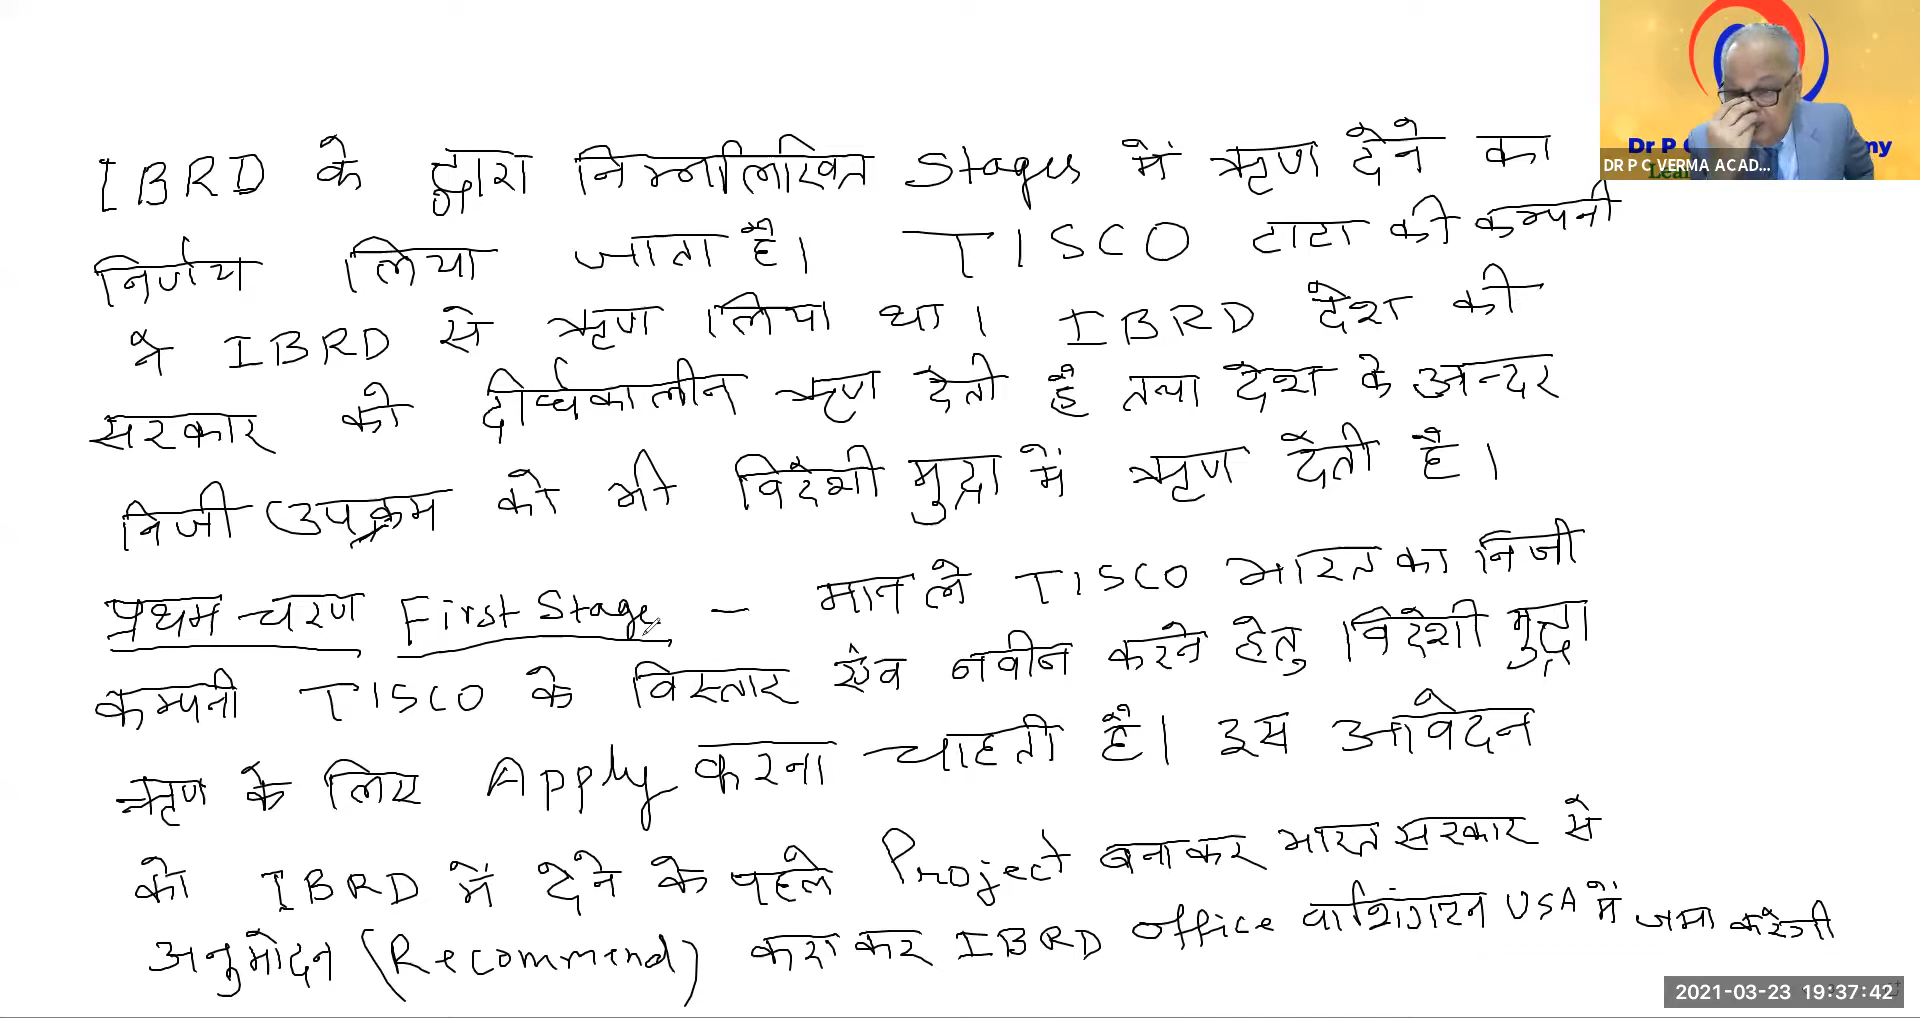 IBRD के द्वारा निम्नलिखित Stages में ऋण देने का
निर्णय लिया जाता है। TISCO टाटा की कम्पनी
ने IBRD से ऋण लिया था। IBRD देश की
सरकार को दीर्घकालीन ऋण देती है तथा देश के अन्दर
निजी उपक्रम को भी विदेशी मुद्रा में ऋण देती है।
प्रथम चरण First Stage - मान ले TISCO भारत का निजी
कम्पनी TISCO के विस्तार एंव नवीन करने हेतु विदेशी मुद्रा
ऋण के लिए Apply करना चाहती है। इस आवेदन
को IBRD में देने के पहले Project बनाकर भारत सरकार से
अनुमोदन (Recommend) कराकर IBRD office वाशिंगटन USA में जमा करेगी
Dr P
my
DR P C VERMA ACAD...
2021-03-23 19:37:42